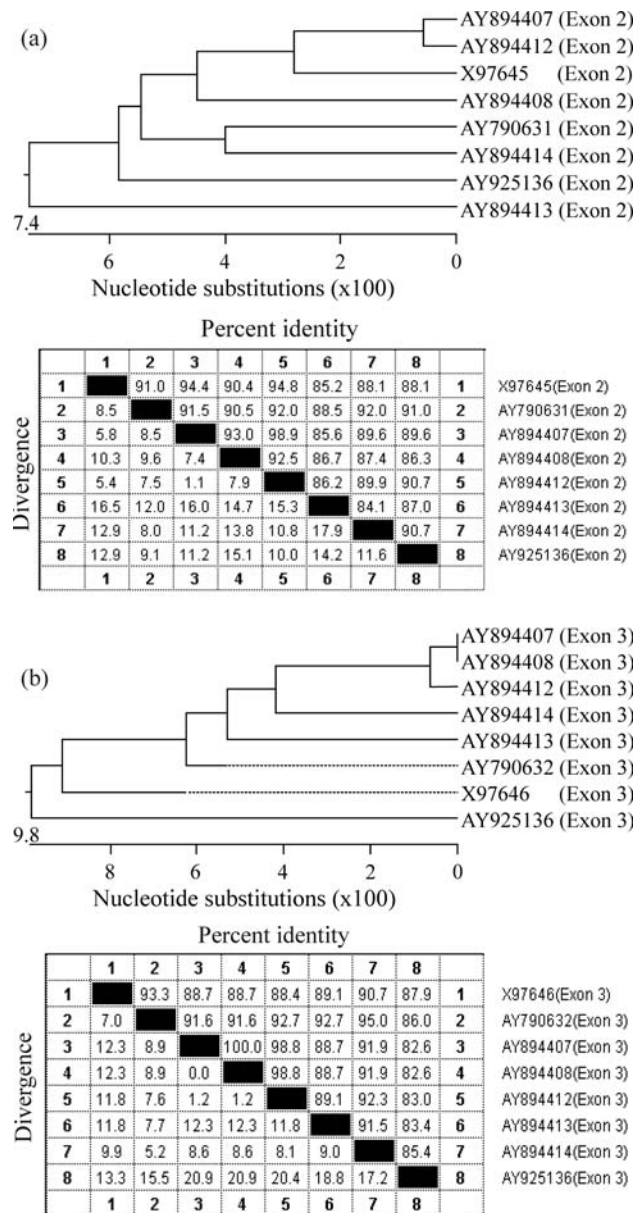 (a)
AY894407 (Exon 2)
AY894412 (Exon 2)
X97645 (Exon 2)
AY894408 (Exon 2)
AY790631 (Exon 2)
AY894414 (Exon 2)
AY925136 (Exon 2)
AY894413 (Exon 2)
7.4
6 4 2 0
Nucleotide substitutions (x100)
Percent identity
Divergence
1 2 3 4 5 6 7 8
1 91.0 94.4 90.4 94.8 85.2 88.1 88.1 1 X97645(Exon 2)
2 8.5 91.5 90.5 92.0 88.5 92.0 91.0 2 AY790631(Exon 2)
3 5.8 8.5 93.0 98.9 85.6 89.6 89.6 3 AY894407(Exon 2)
4 10.3 9.6 7.4 92.5 86.7 87.4 86.3 4 AY894408(Exon 2)
5 5.4 7.5 1.1 7.9 86.2 89.9 90.7 5 AY894412(Exon 2)
6 16.5 12.0 16.0 14.7 15.3 84.1 87.0 6 AY894413(Exon 2)
7 12.9 8.0 11.2 13.8 10.8 17.9 90.7 7 AY894414(Exon 2)
8 12.9 9.1 11.2 15.1 10.0 14.2 11.6 8 AY925136(Exon 2)
1 2 3 4 5 6 7 8
(b)
AY894407 (Exon 3)
AY894408 (Exon 3)
AY894412 (Exon 3)
AY894414 (Exon 3)
AY894413 (Exon 3)
AY790632 (Exon 3)
X97646 (Exon 3)
AY925136 (Exon 3)
9.8
8 6 4 2 0
Nucleotide substitutions (x100)
Percent identity
Divergence
1 2 3 4 5 6 7 8
1 93.3 88.7 88.7 88.4 89.1 90.7 87.9 1 X97646(Exon 3)
2 7.0 91.6 91.6 92.7 92.7 95.0 86.0 2 AY790632(Exon 3)
3 12.3 8.9 100.0 98.8 88.7 91.9 82.6 3 AY894407(Exon 3)
4 12.3 8.9 0.0 98.8 88.7 91.9 82.6 4 AY894408(Exon 3)
5 11.8 7.6 1.2 1.2 89.1 92.3 83.0 5 AY894412(Exon 3)
6 11.8 7.7 12.3 12.3 11.8 91.5 83.4 6 AY894413(Exon 3)
7 9.9 5.2 8.6 8.6 8.1 9.0 85.4 7 AY894414(Exon 3)
8 13.3 15.5 20.9 20.9 20.4 18.8 17.2 8 AY925136(Exon 3)
1 2 3 4 5 6 7 8